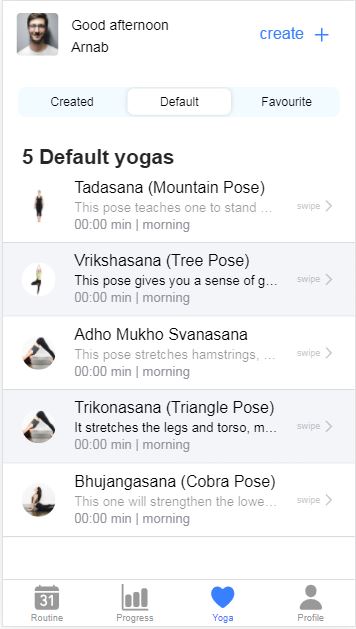 Good afternoon
Arnab
create +
Created Default Favourite
5 Default yogas
Tadasana (Mountain Pose)
This pose teaches one to stand ...
swipe
00:00 min | morning
Vrikshasana (Tree Pose)
This pose gives you a sense of g...
swipe
00:00 min | morning
Adho Mukho Svanasana
This pose stretches hamstrings, ...
swipe
00:00 min | morning
Trikonasana (Triangle Pose)
It stretches the legs and torso, m...
swipe
00:00 min | morning
Bhujangasana (Cobra Pose)
This one will strengthen the lowe...
swipe
00:00 min | morning
31
Routine Progress Yoga Profile